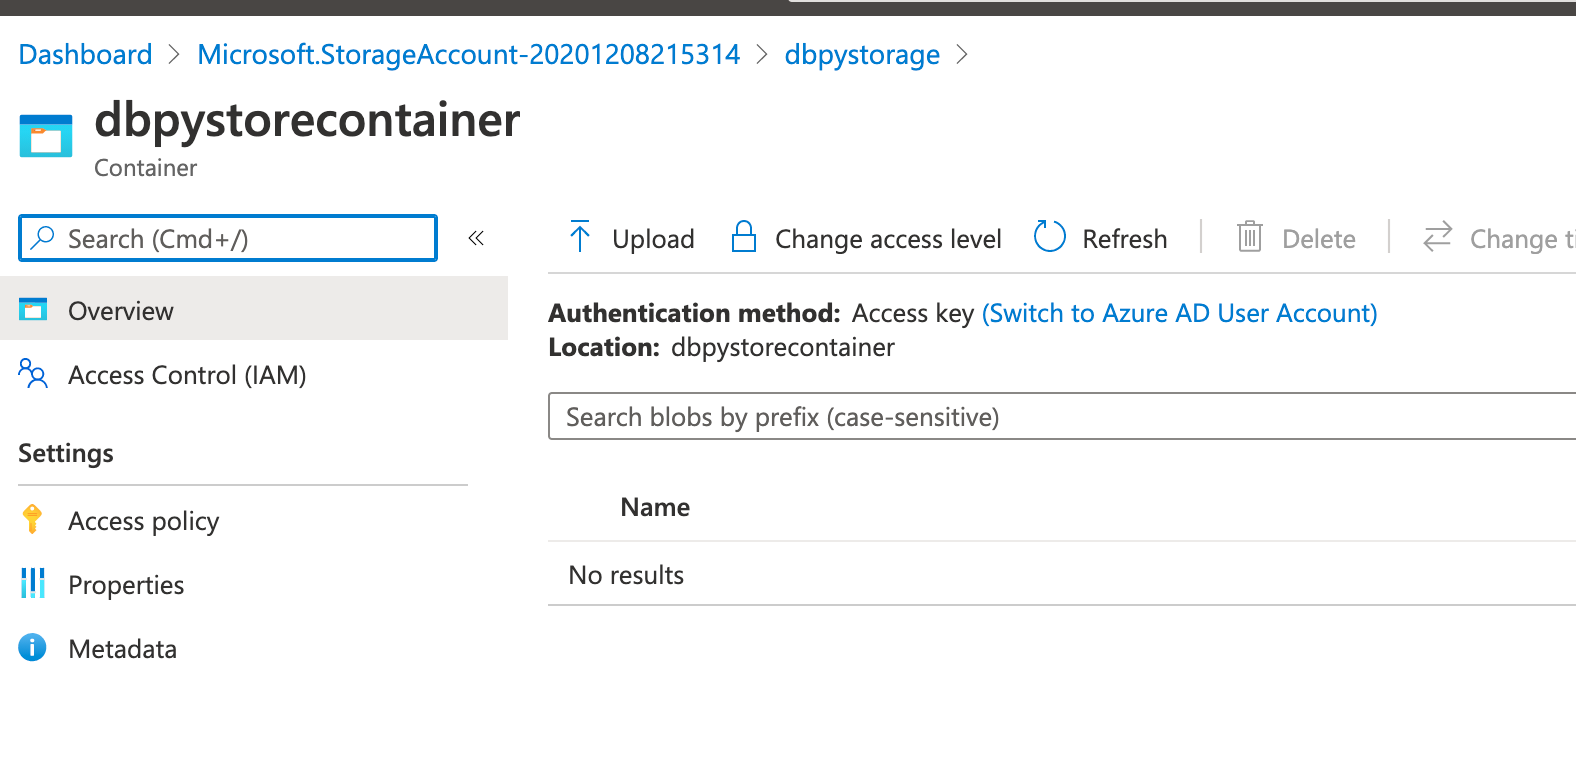 Dashboard > Microsoft.StorageAccount-20201208215314 > dbpystorage >
dbpystorecontainer
Container
Search (Cmd+/)
«
Overview
Access Control (IAM)
Settings
Access policy
Properties
Metadata
Upload
Change access level
Refresh
Delete
Change ti
Authentication method: Access key (Switch to Azure AD User Account)
Location: dbpystorecontainer
Search blobs by prefix (case-sensitive)
Name
No results